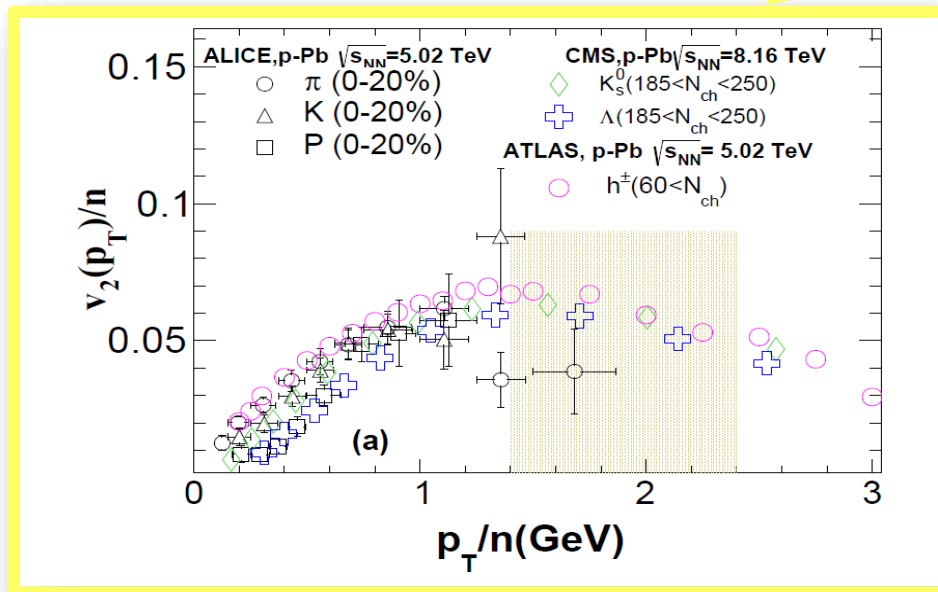 ALICE,p-Pb √s_NN=5.02 TeV
π (0-20%)
K (0-20%)
P (0-20%)
CMS,p-Pb√s_NN=8.16 TeV
K_s^0(185<N_ch<250)
Λ(185<N_ch<250)
ATLAS, p-Pb √s_NN= 5.02 TeV
h^±(60<N_ch)
0.15
0.1
0.05
v_2(p_T)/n
(a)
0 1 2 3
p_T/n(GeV)